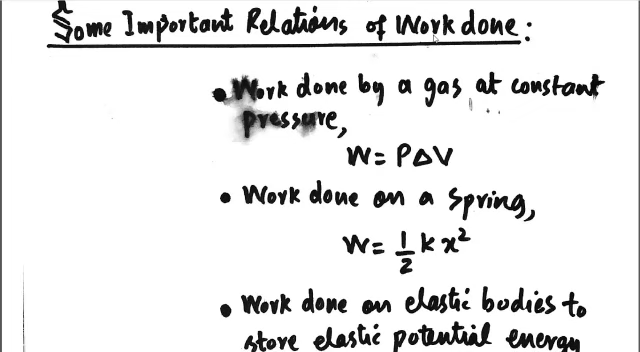 Some Important Relations of Work done:
• Work done by a gas at constant
pressure,
W = PΔV
• Work done on a spring,
W = 1/2 k x²
• Work done on elastic bodies to
store elastic potential energy